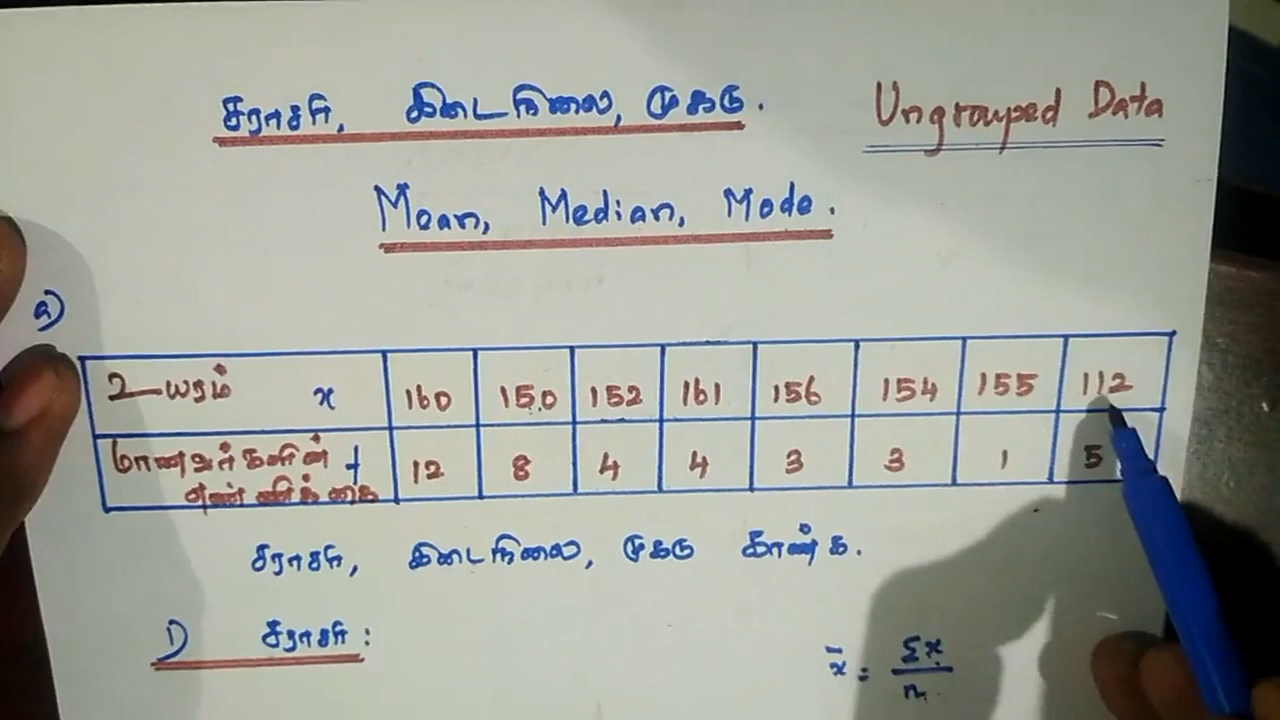 சராசரி, இடைநிலை, முகடு. Ungrouped Data
Mean, Median, Mode.
a)
உயரம் x 160 150 152 161 156 154 155 112
மாணவர்களின் எண்ணிக்கை f 12 8 4 4 3 3 1 5
சராசரி, இடைநிலை, முகடு காண்க.
1) சராசரி:
x̄ = Σx / n